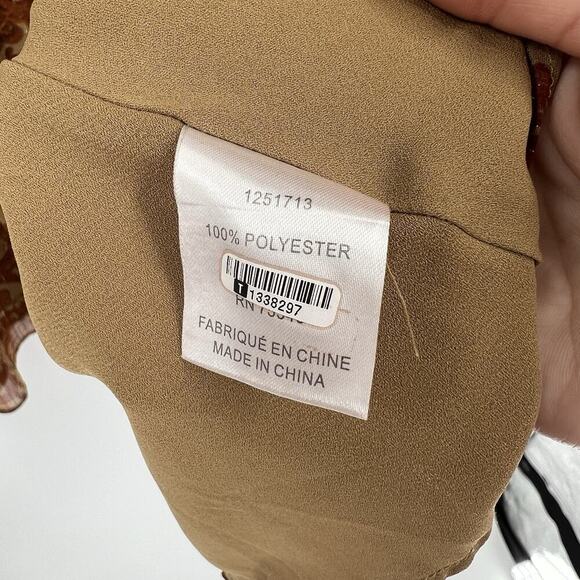 1251713
100% POLYESTER
T 1338297
RN
FABRIQUÉ EN CHINE
MADE IN CHINA